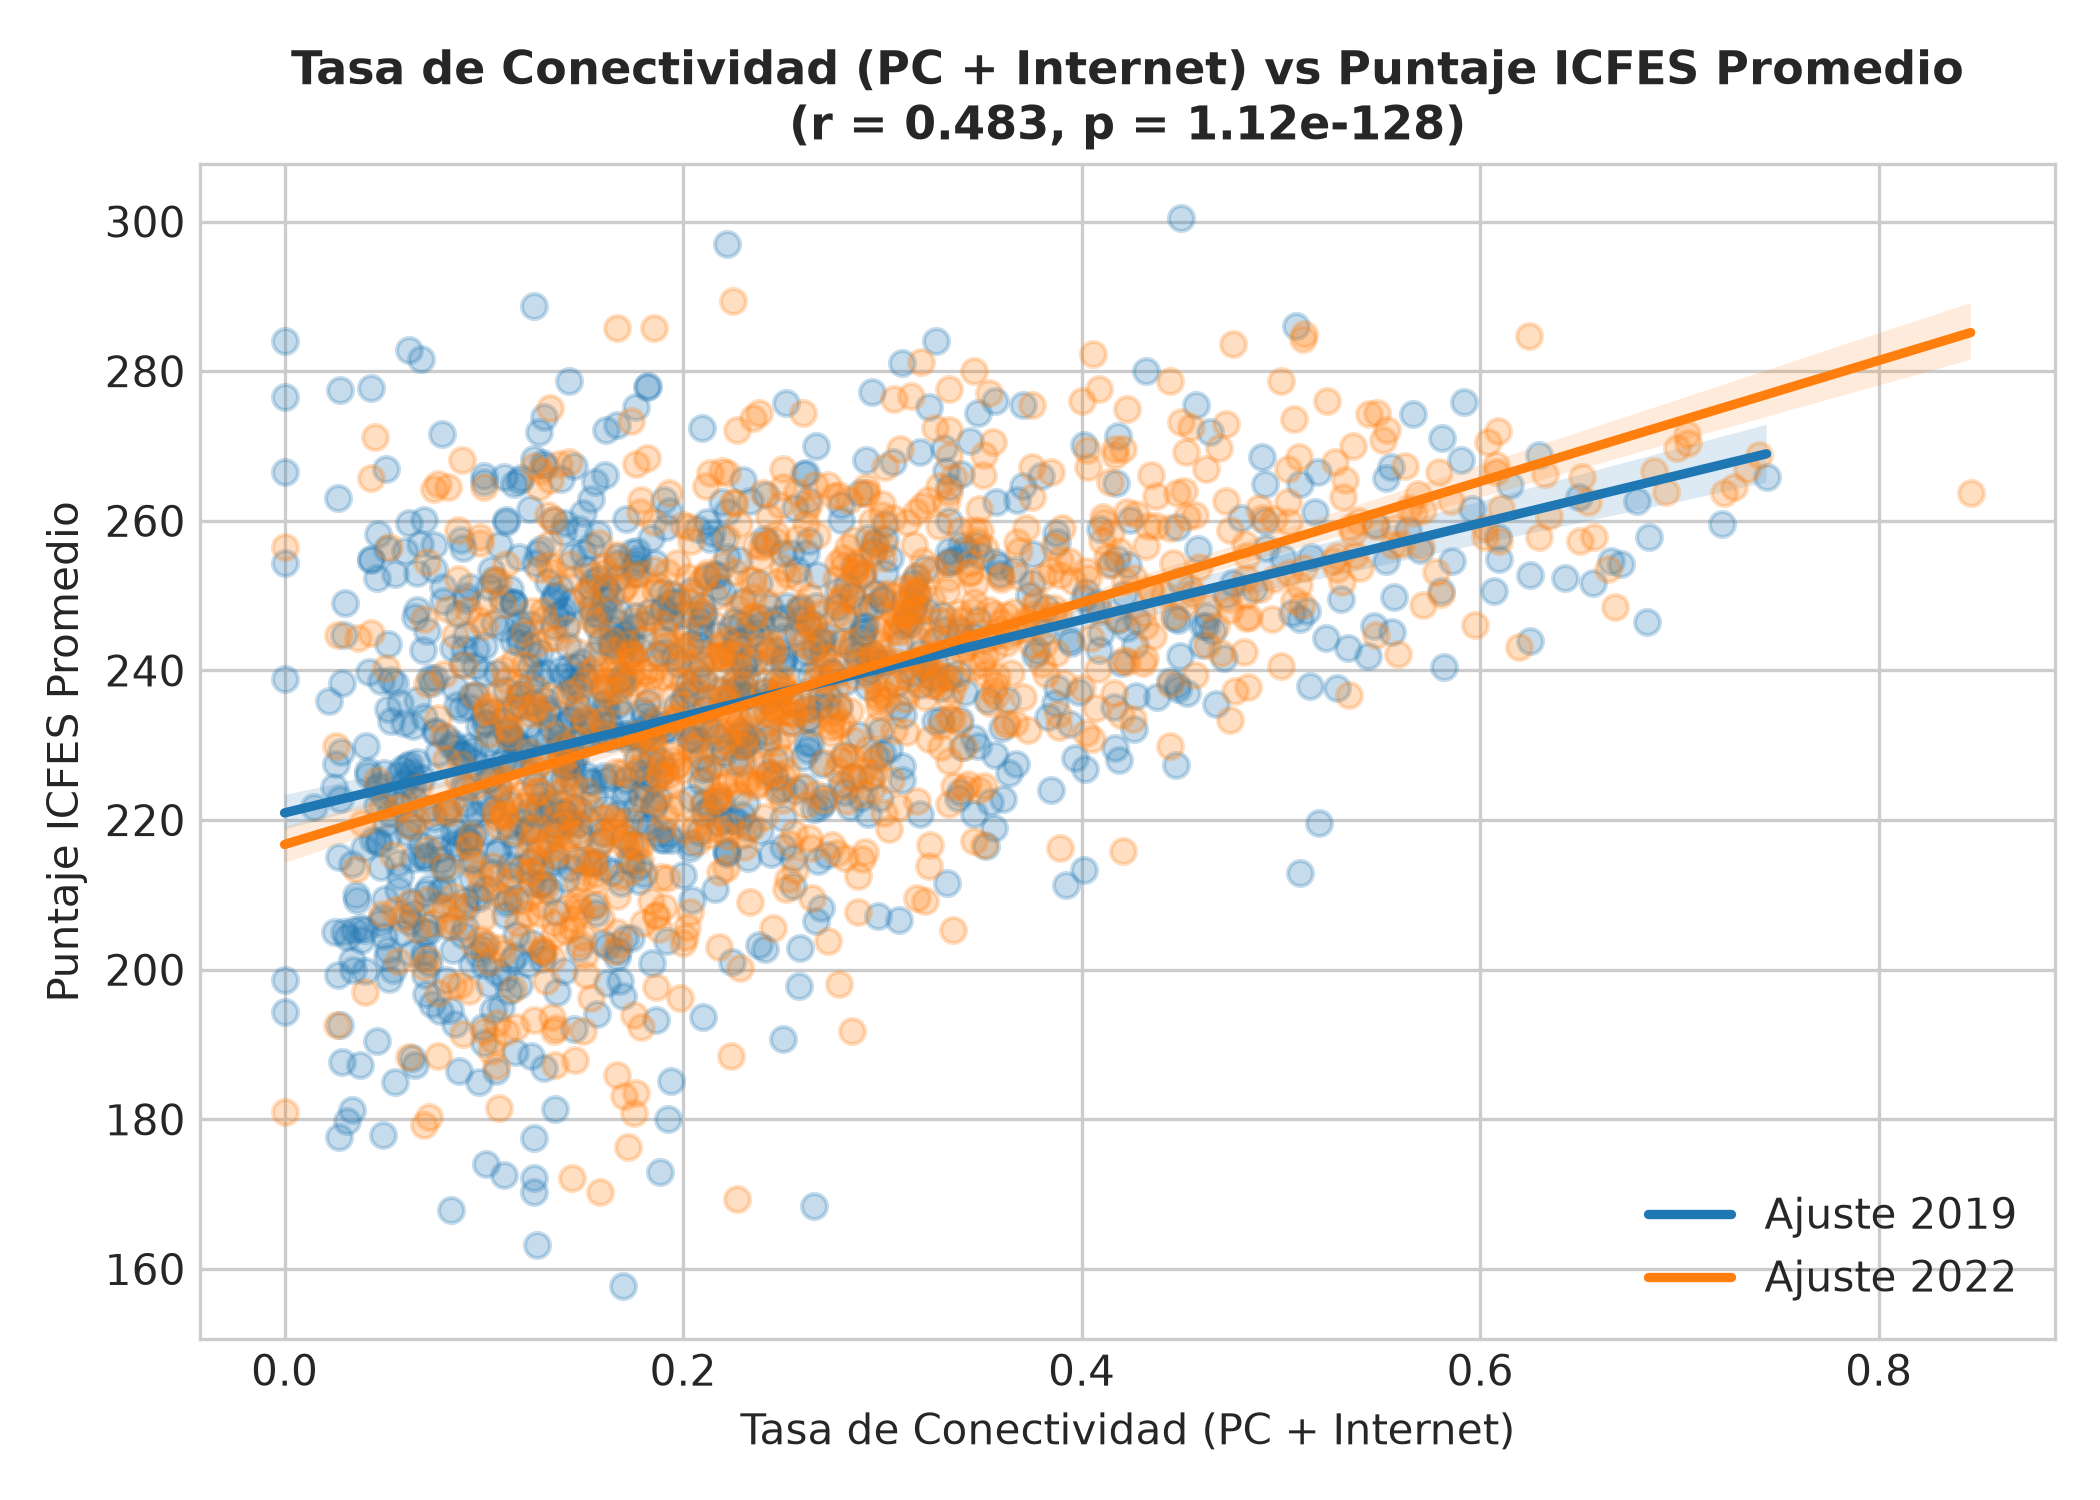 Tasa de Conectividad (PC + Internet) vs Puntaje ICFES Promedio
(r = 0.483, p = 1.12e-128)
Puntaje ICFES Promedio
300
280
260
240
220
200
180
160
Ajuste 2019
Ajuste 2022
0.0 0.2 0.4 0.6 0.8
Tasa de Conectividad (PC + Internet)